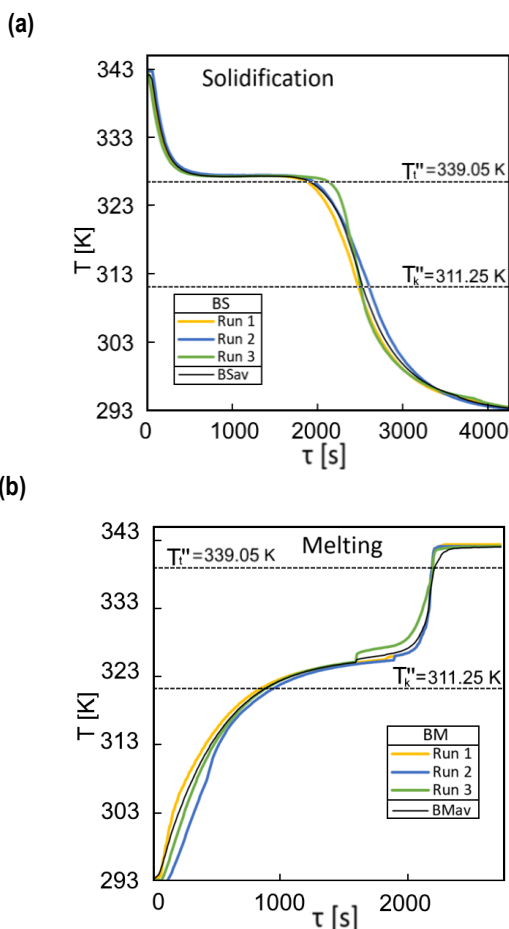 (a)
Solidification
T [K]
343
333
323
313
303
293
Tt''=339.05 K
Tk''=311.25 K
BS
Run 1
Run 2
Run 3
BSav
0 1000 2000 3000 4000
τ [s]
(b)
Melting
T [K]
343
333
323
313
303
293
Tt''=339.05 K
Tk''=311.25 K
BM
Run 1
Run 2
Run 3
BMav
0 1000 2000
τ [s]